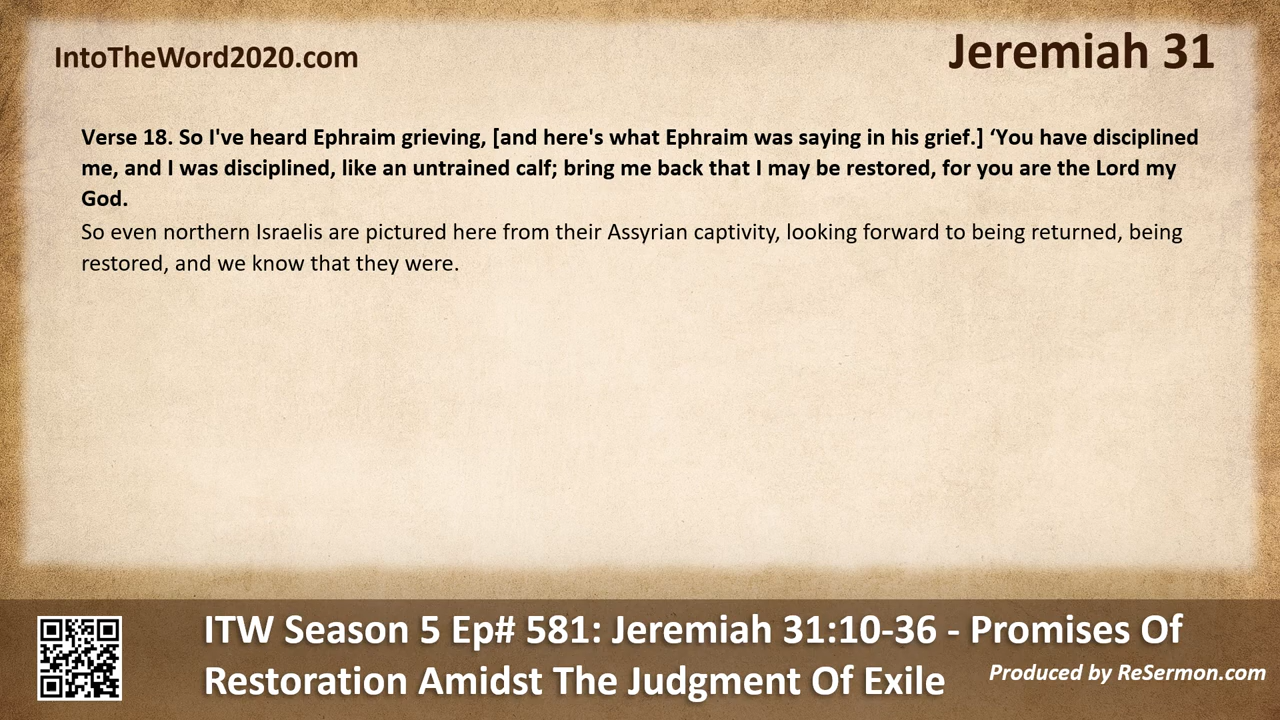 IntoTheWord2020.com
Jeremiah 31
Verse 18. So I've heard Ephraim grieving, [and here's what Ephraim was saying in his grief.] ‘You have disciplined
me, and I was disciplined, like an untrained calf; bring me back that I may be restored, for you are the Lord my
God.
So even northern Israelis are pictured here from their Assyrian captivity, looking forward to being returned, being
restored, and we know that they were.
ITW Season 5 Ep# 581: Jeremiah 31:10-36 - Promises Of
Restoration Amidst The Judgment Of Exile
Produced by ReSermon.com